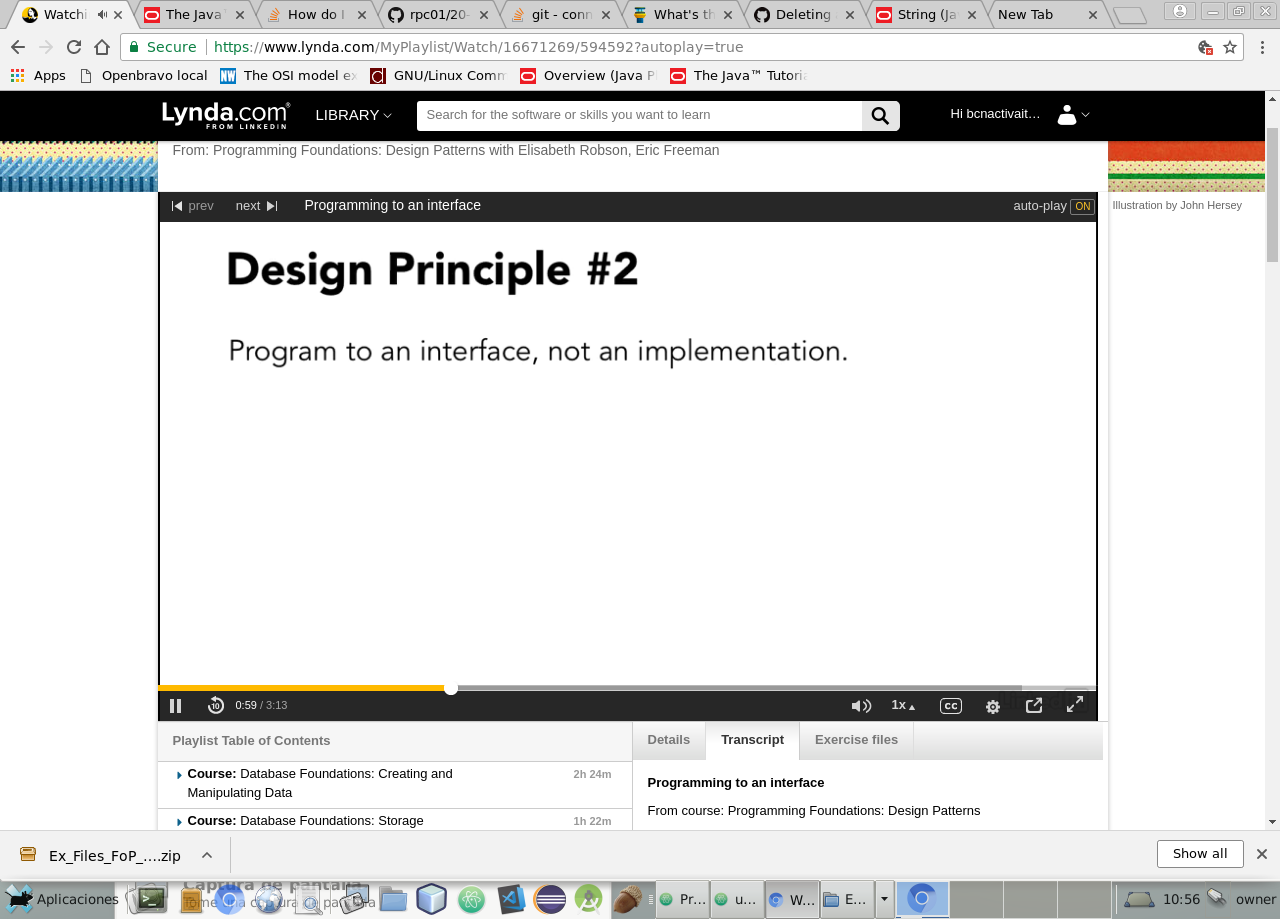 Watchi
The Java
How do I
rpc01/20-
git - conn
What's th
Deleting
String (Ja
New Tab
Secure https://www.lynda.com/MyPlaylist/Watch/16671269/594592?autoplay=true
Apps Openbravo local The OSI model ex GNU/Linux Comm Overview (Java P The Java™ Tutoria
Lynda.com
FROM LINKEDIN
LIBRARY
Search for the software or skills you want to learn
Hi bcnactivait...
From: Programming Foundations: Design Patterns with Elisabeth Robson, Eric Freeman
Illustration by John Hersey
prev next Programming to an interface auto-play ON
Design Principle #2
Program to an interface, not an implementation.
10 0:59 / 3:13 1x CC
Playlist Table of Contents
Details Transcript Exercise files
Course: Database Foundations: Creating and Manipulating Data 2h 24m
Course: Database Foundations: Storage 1h 22m
Programming to an interface
From course: Programming Foundations: Design Patterns
Ex_Files_FoP_....zip
Show all
Aplicaciones
Captura de pantalla
Tome una captura de pantalla
Pr... u... W... E...
10:56 owner